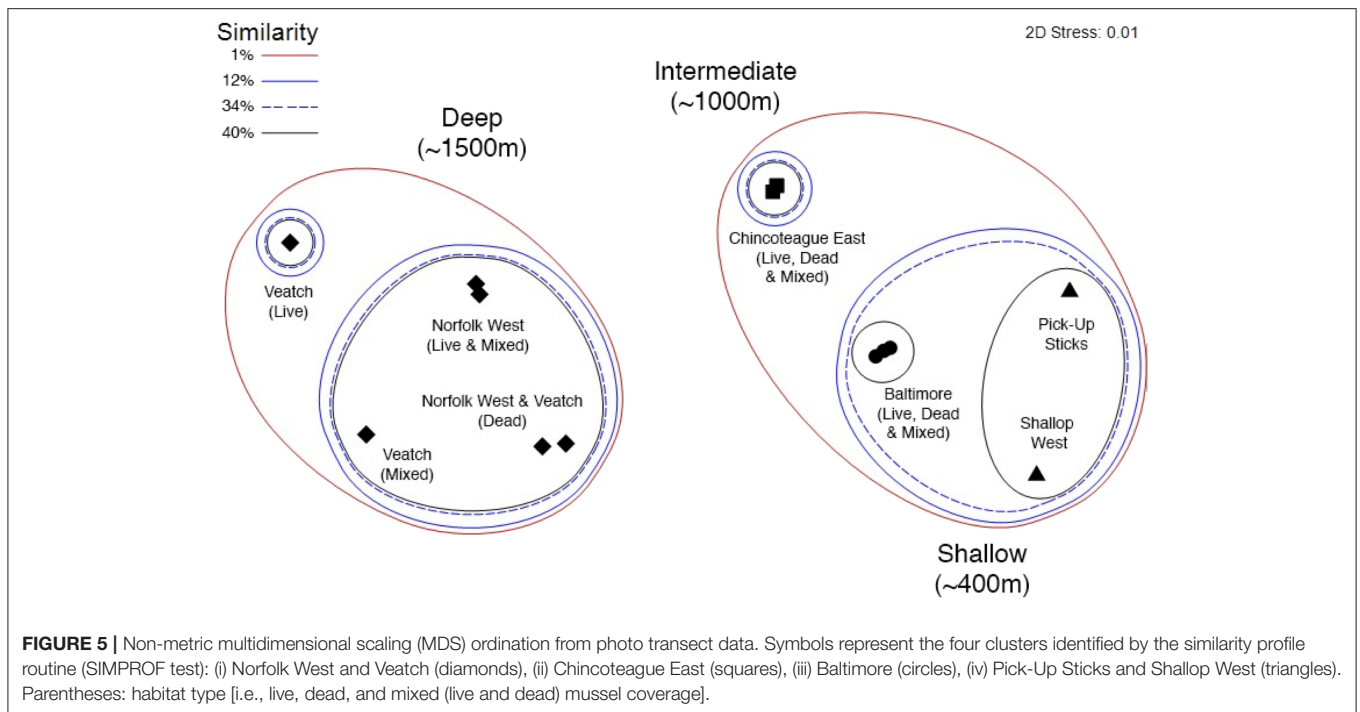 Similarity
1%
12%
34%
40%
2D Stress: 0.01
Deep
(~1500m)
Intermediate
(~1000m)
Veatch
(Live)
Norfolk West
(Live & Mixed)
Norfolk West & Veatch
(Dead)
Veatch
(Mixed)
Chincoteague East
(Live, Dead
& Mixed)
Baltimore
(Live, Dead
& Mixed)
Pick-Up
Sticks
Shallop
West
Shallow
(~400m)
FIGURE 5 | Non-metric multidimensional scaling (MDS) ordination from photo transect data. Symbols represent the four clusters identified by the similarity profile
routine (SIMPROF test): (i) Norfolk West and Veatch (diamonds), (ii) Chincoteague East (squares), (iii) Baltimore (circles), (iv) Pick-Up Sticks and Shallop West (triangles).
Parentheses: habitat type [i.e., live, dead, and mixed (live and dead) mussel coverage].